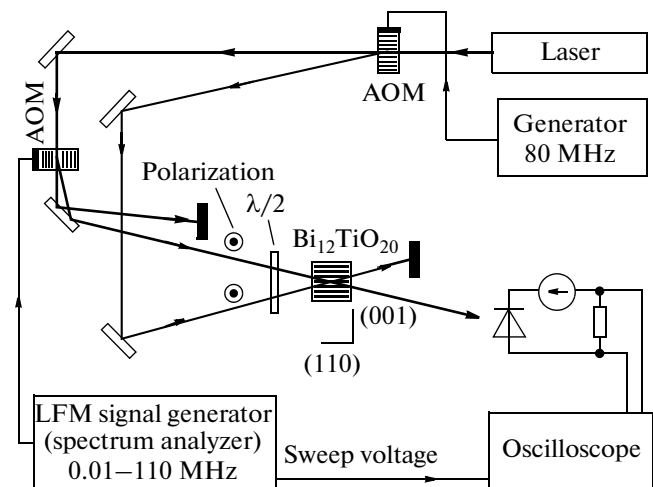 Laser
AOM
Generator
80 MHz
AOM
Polarization
λ/2
Bi₁₂TiO₂₀
(001)
(110)
LFM signal generator
(spectrum analyzer)
0.01–110 MHz
Sweep voltage
Oscilloscope